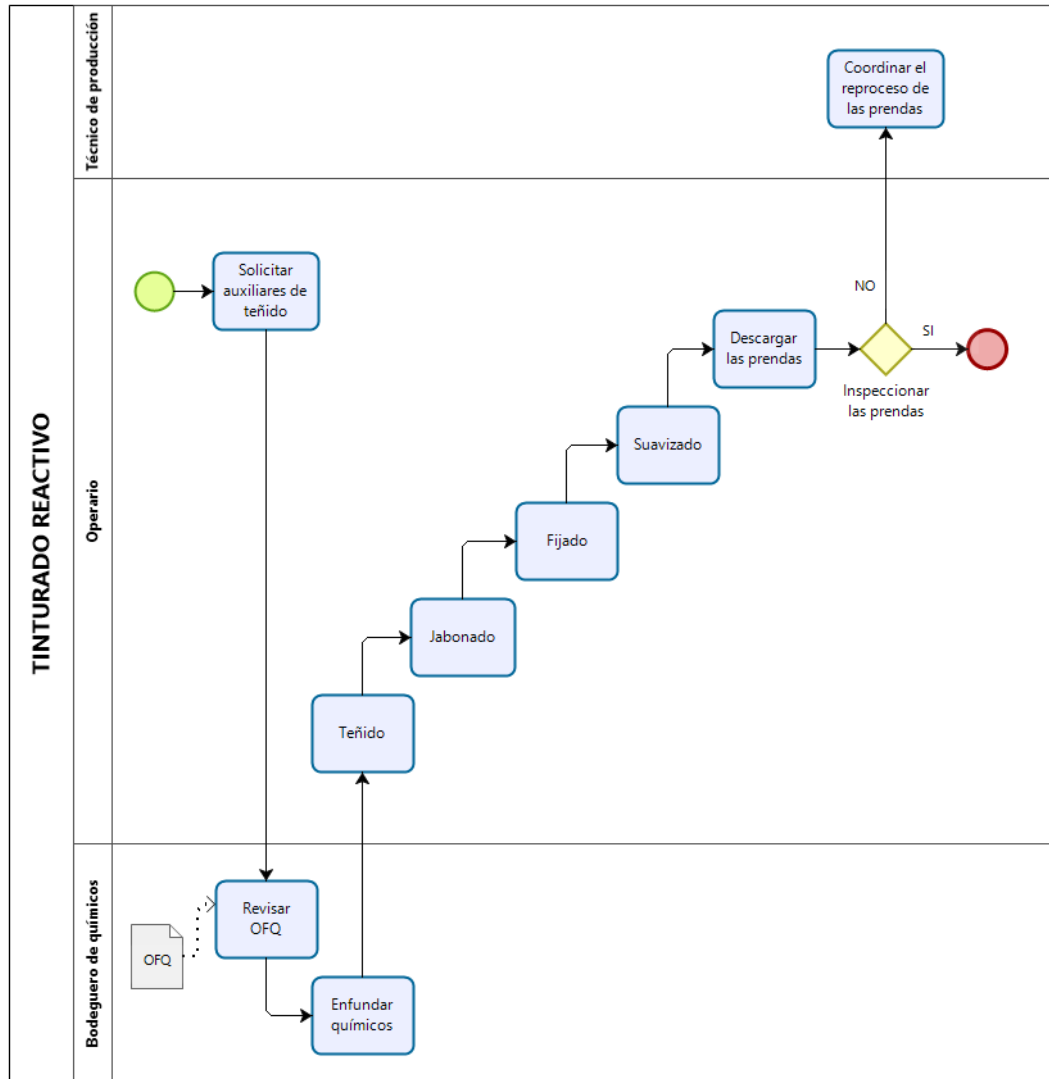 TINTURADO REACTIVO
Técnico de producción
Coordinar el
reproceso de
las prendas
Operario
Solicitar
auxiliares de
teñido
NO
SI
Descargar
las prendas
Inspeccionar
las prendas
Suavizado
Fijado
Jabonado
Teñido
Bodeguero de químicos
Revisar
OFQ
OFQ
Enfundar
químicos